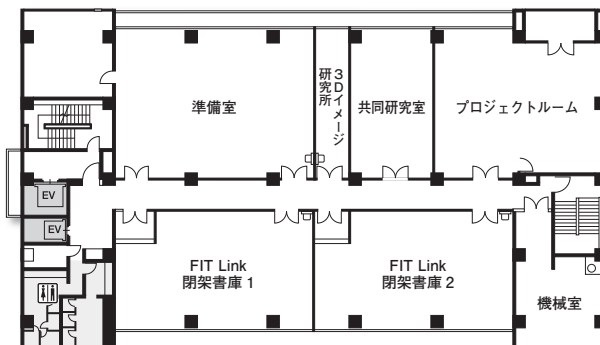 準備室
3Dイメージ
研究所
共同研究室
プロジェクトルーム
EV
EV
FIT Link
閉架書庫 1
FIT Link
閉架書庫 2
機械室